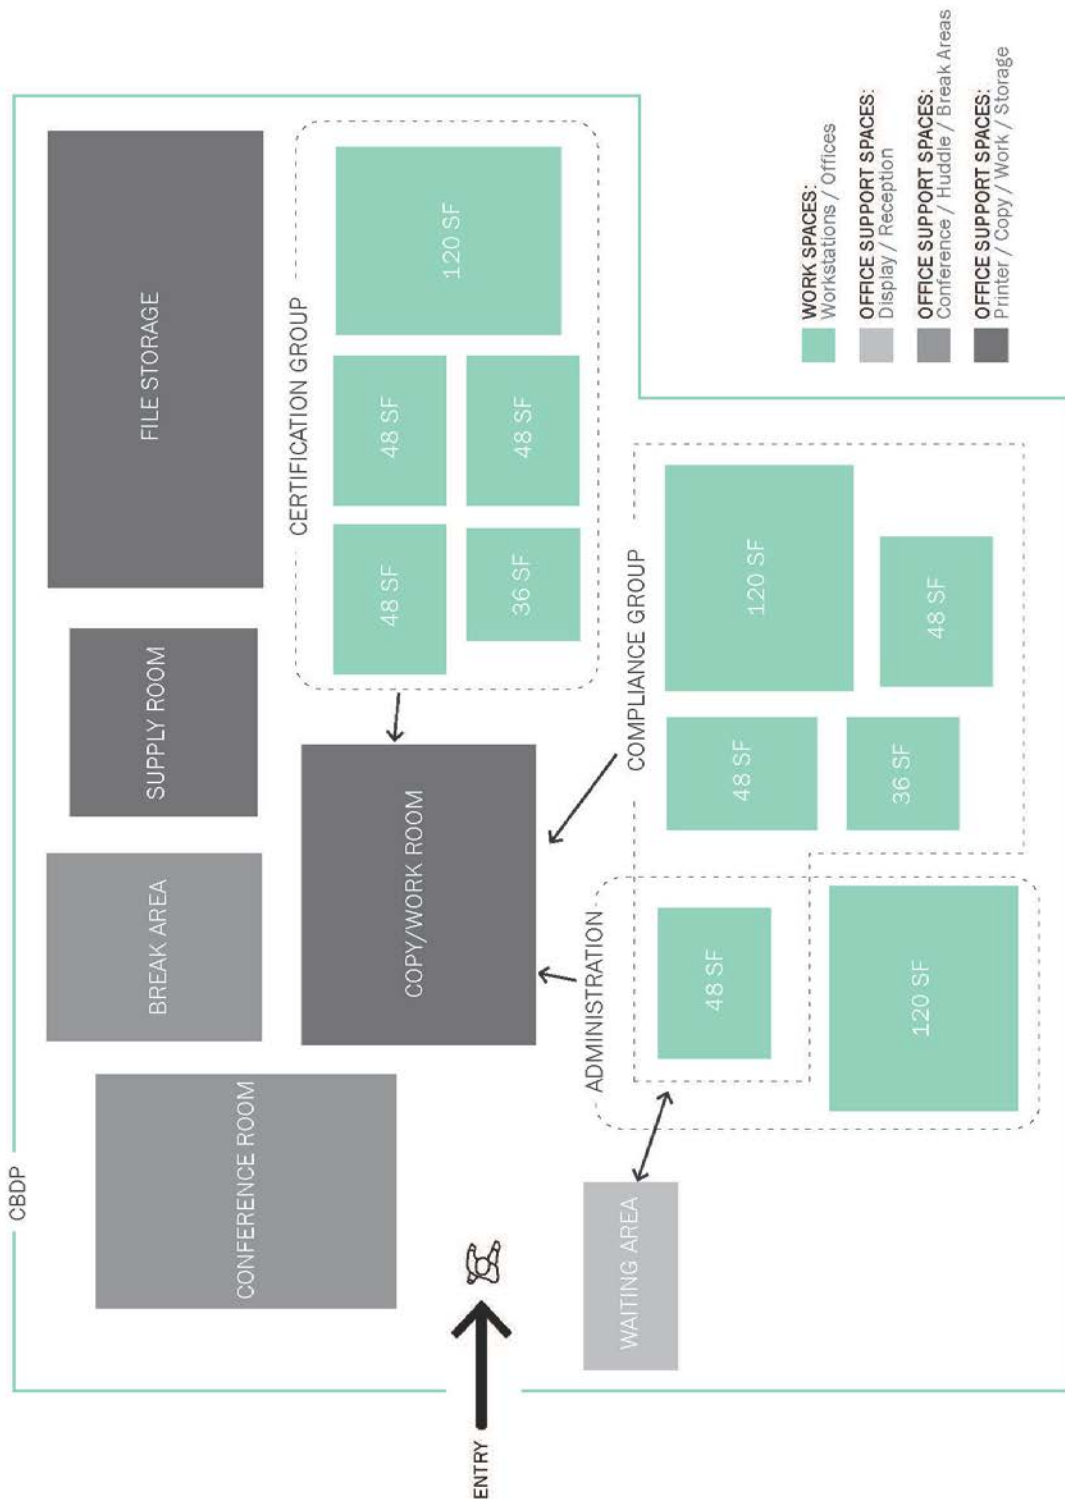 CBDP
ENTRY
CONFERENCE ROOM
BREAK AREA
SUPPLY ROOM
FILE STORAGE
COPY/WORK ROOM
CERTIFICATION GROUP
48 SF
48 SF
120 SF
36 SF
48 SF
WAITING AREA
ADMINISTRATION
48 SF
120 SF
COMPLIANCE GROUP
48 SF
120 SF
36 SF
48 SF
WORK SPACES:
Workstations / Offices
OFFICE SUPPORT SPACES:
Display / Reception
OFFICE SUPPORT SPACES:
Conference / Huddle / Break Areas
OFFICE SUPPORT SPACES:
Printer / Copy / Work / Storage